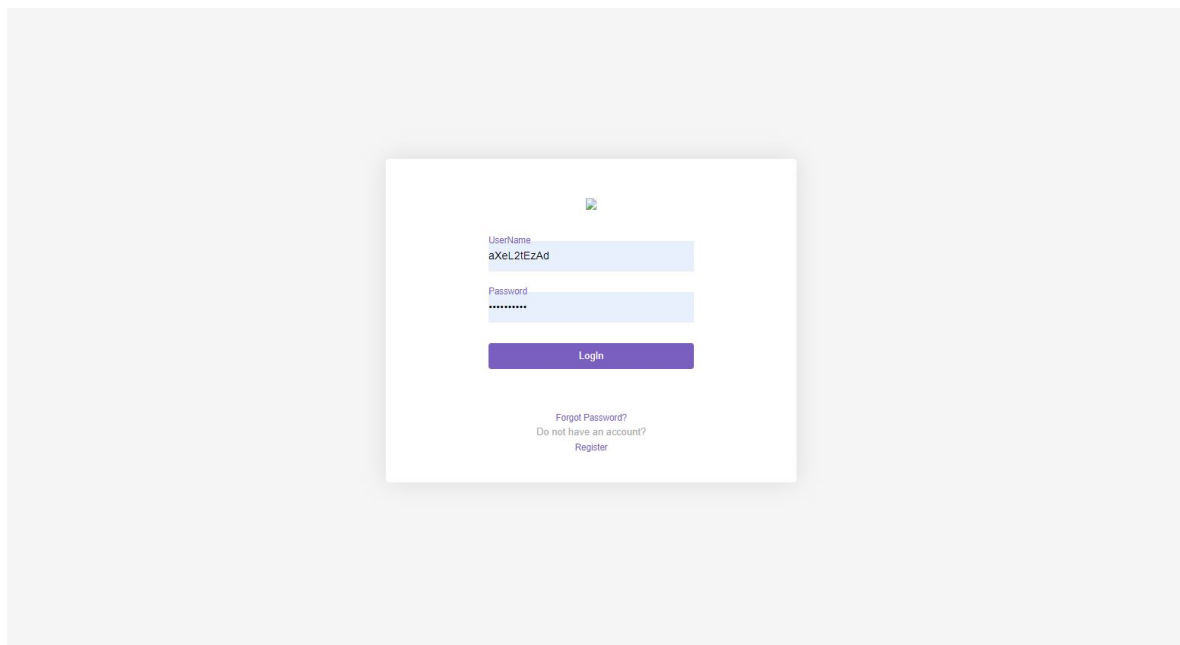 UserName
aXeL2tEzAd
Password
••••••••••
LogIn
Forgot Password?
Do not have an account?
Register